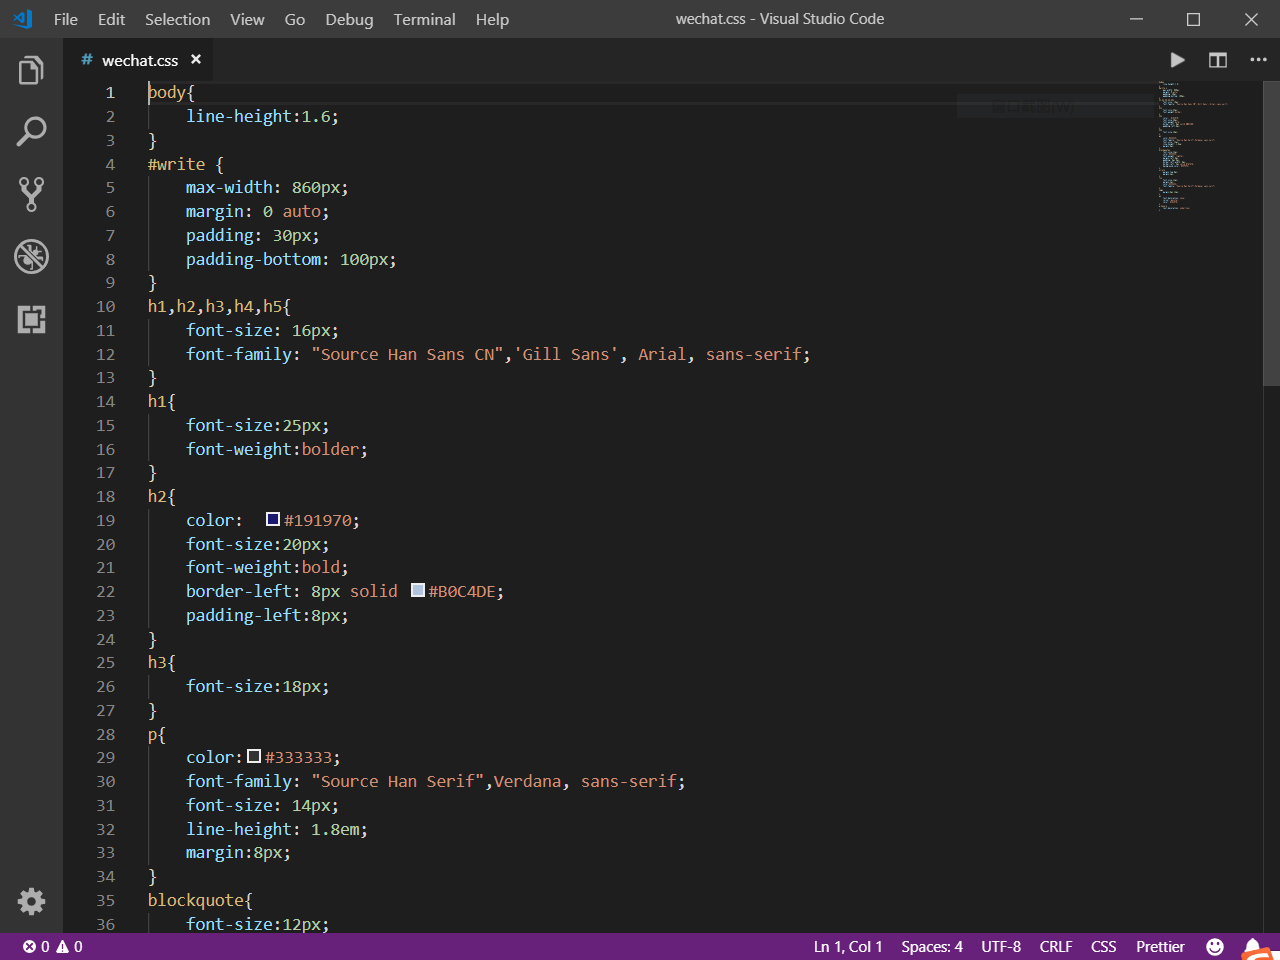 File Edit Selection View Go Debug Terminal Help
wechat.css - Visual Studio Code
# wechat.css ×
1 body{
2 line-height:1.6;
3 }
4 #write {
5 max-width: 860px;
6 margin: 0 auto;
7 padding: 30px;
8 padding-bottom: 100px;
9 }
10 h1,h2,h3,h4,h5{
11 font-size: 16px;
12 font-family: "Source Han Sans CN",'Gill Sans', Arial, sans-serif;
13 }
14 h1{
15 font-size:25px;
16 font-weight:bolder;
17 }
18 h2{
19 color: #191970;
20 font-size:20px;
21 font-weight:bold;
22 border-left: 8px solid #B0C4DE;
23 padding-left:8px;
24 }
25 h3{
26 font-size:18px;
27 }
28 p{
29 color:#333333;
30 font-family: "Source Han Serif",Verdana, sans-serif;
31 font-size: 14px;
32 line-height: 1.8em;
33 margin:8px;
34 }
35 blockquote{
36 font-size:12px;
0 0 Ln 1, Col 1 Spaces: 4 UTF-8 CRLF CSS Prettier